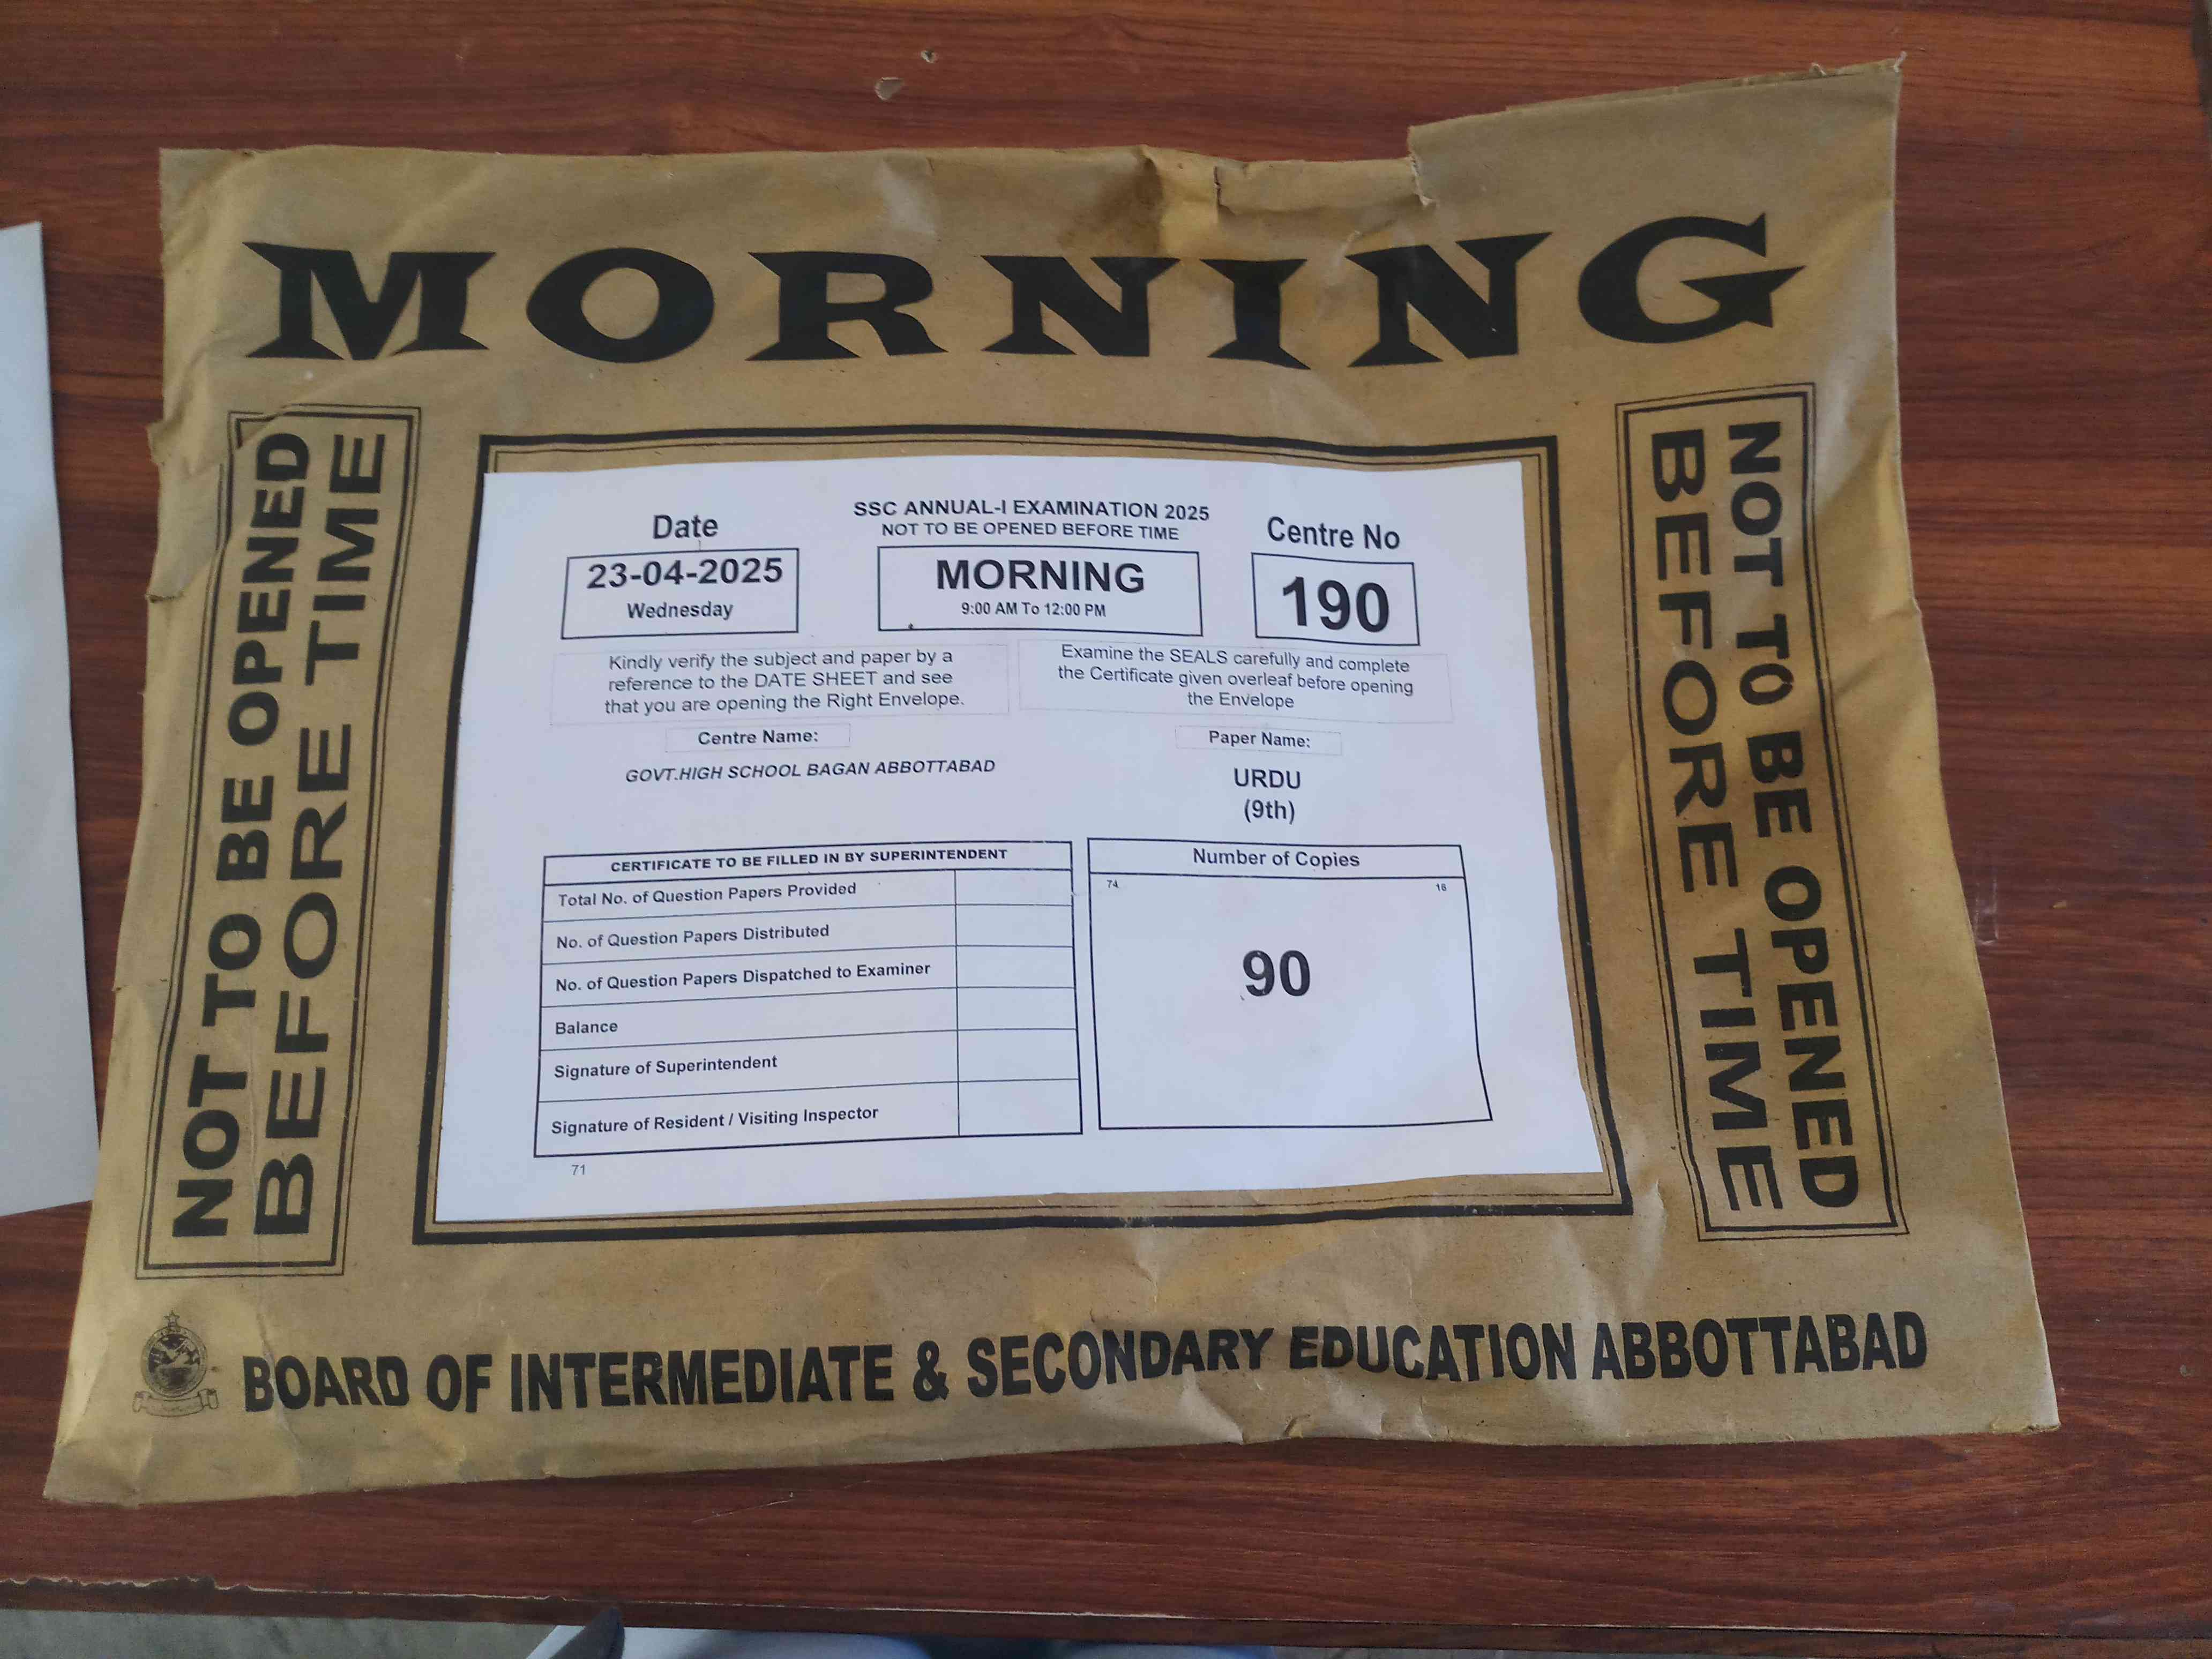 MORNING
NOT TO BE OPENED
BEFORE TIME
SSC ANNUAL-I EXAMINATION 2025
NOT TO BE OPENED BEFORE TIME
Date
23-04-2025
Wednesday
MORNING
9:00 AM To 12:00 PM
Centre No
190
Kindly verify the subject and paper by a
reference to the DATE SHEET and see
that you are opening the Right Envelope.
Examine the SEALS carefully and complete
the Certificate given overleaf before opening
the Envelope
Centre Name:
GOVT.HIGH SCHOOL BAGAN ABBOTTABAD
Paper Name:
URDU
(9th)
CERTIFICATE TO BE FILLED IN BY SUPERINTENDENT
Total No. of Question Papers Provided
No. of Question Papers Distributed
No. of Question Papers Dispatched to Examiner
Balance
Signature of Superintendent
Signature of Resident / Visiting Inspector
71
Number of Copies
74 16
90
NOT TO BE OPENED
BEFORE TIME
BOARD OF INTERMEDIATE & SECONDARY EDUCATION ABBOTTABAD